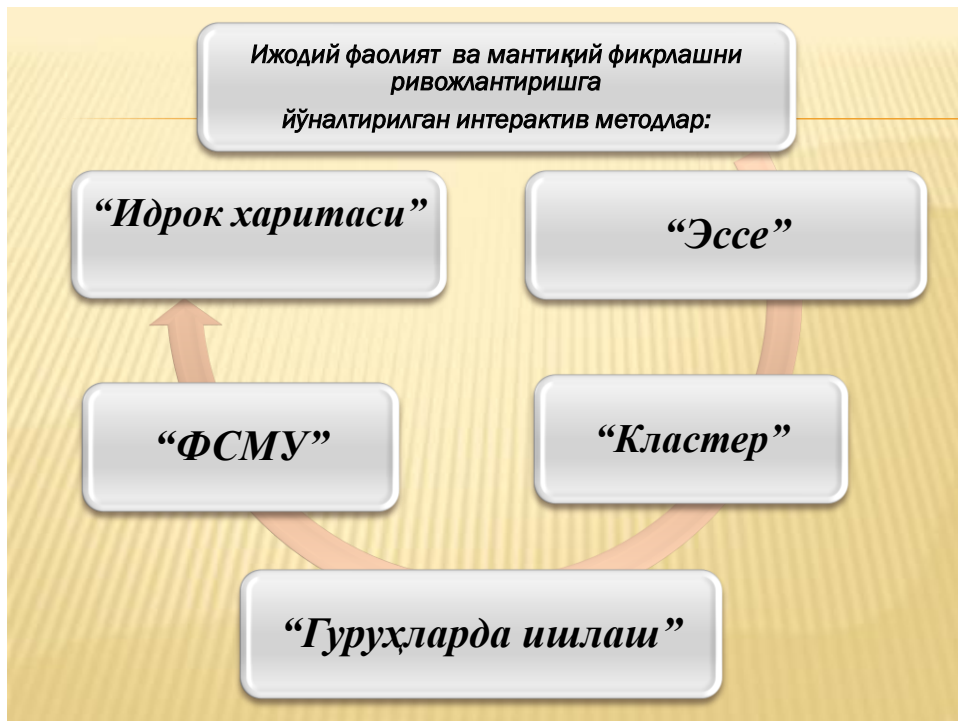 Ижодий фаолият ва мантиқий фикрлашни
ривожлантиришга
йўналтирилган интерактив методлар:
“Идрок харитаси”
“Эссе”
“ФСМУ”
“Кластер”
“Гуруҳларда ишлаш”